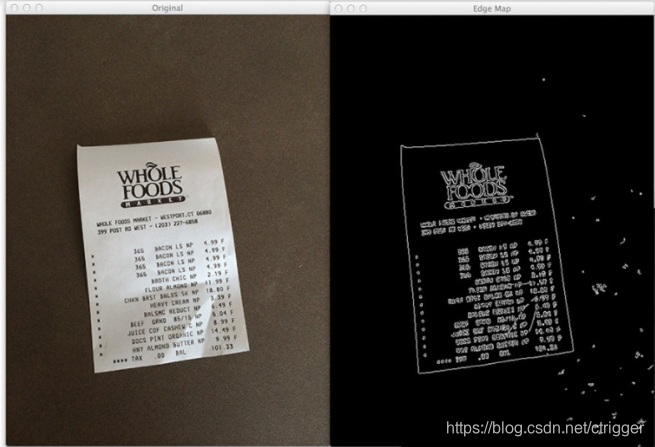 Original
Edge Map
WHOLE
FOODS
MARKET
WHOLE FOODS MARKET - WESTPORT,CT 06880
399 POST RD WEST - (203) 227-6858
365 BACON LS NP 4.99 F
365 BACON LS NP 4.99 F
365 BACON LS NP 4.99 F
365 BACON LS NP 4.99 F
BROTH CHIC NP 2.19 F
FLOUR ALMOND NP 11.99 F
CHKN BRST BNLSS SK NP 18.80 F
HEAVY CREAM NP 3.39 F
BALSMC REDUCT NP 6.49 F
BEEF GRND 85/15 NP 5.04 F
JUICE COF CASHEW C NP 8.99 F
DOCS PINT ORGANIC NP 14.49 F
HNY ALMOND BUTTER NP 9.99 F
**** TAX .00 BAL 101.33
WHOLE
FOODS
https://blog.csdn.net/ctrigger